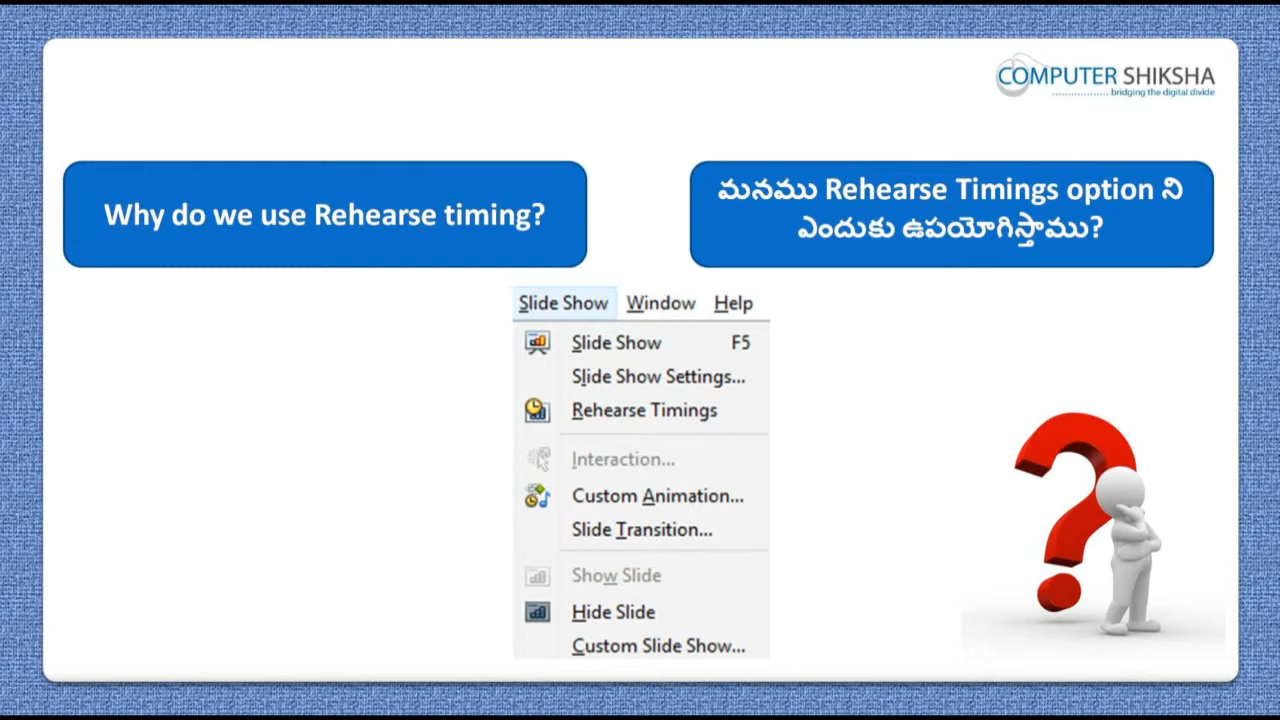 COMPUTER SHIKSHA
bridging the digital divide
Why do we use Rehearse timing?
మనము Rehearse Timings option ని
ఎందుకు ఉపయోగిస్తాము?
Slide Show Window Help
Slide Show F5
Slide Show Settings...
Rehearse Timings
Interaction...
Custom Animation...
Slide Transition...
Show Slide
Hide Slide
Custom Slide Show...